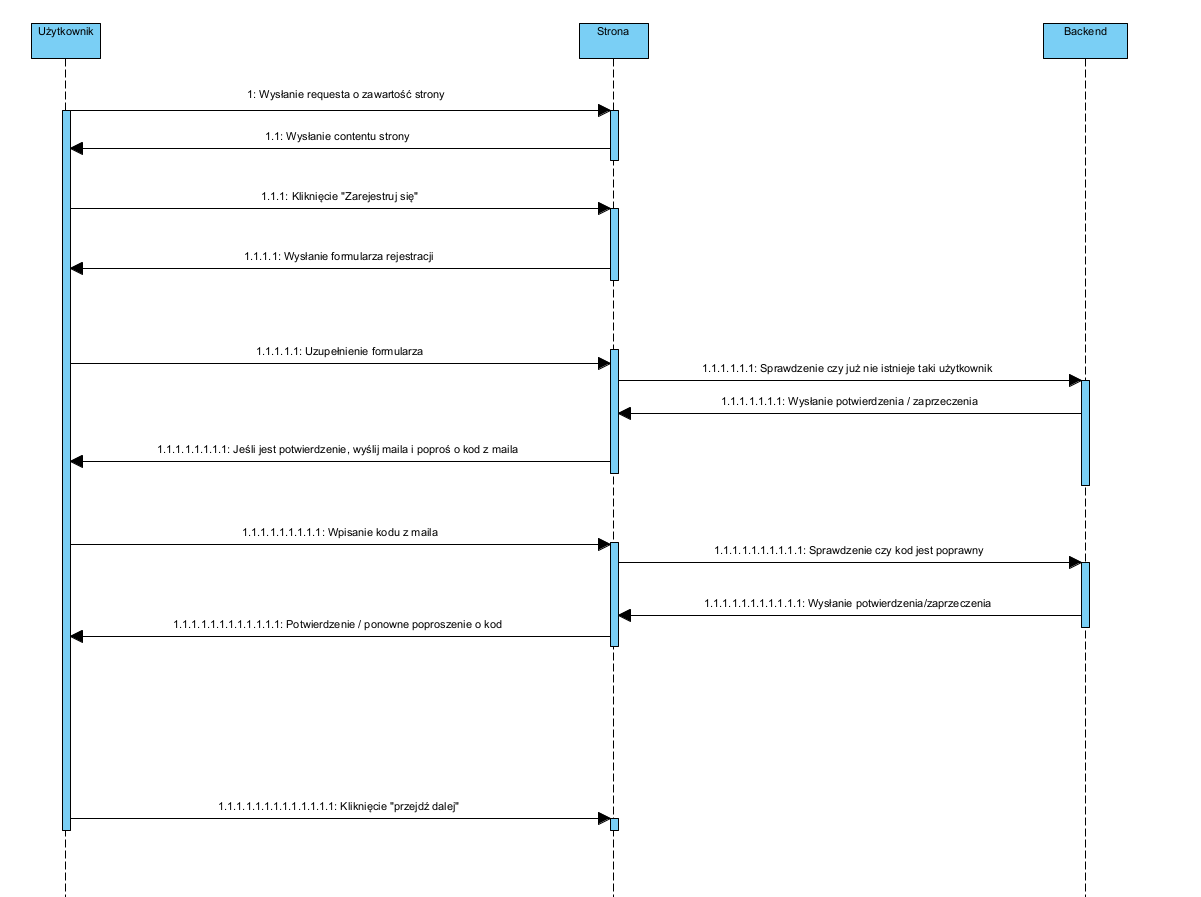 Użytkownik
Strona
Backend
1: Wysłanie requesta o zawartość strony
1.1: Wysłanie contentu strony
1.1.1: Kliknięcie "Zarejestruj się"
1.1.1.1: Wysłanie formularza rejestracji
1.1.1.1.1: Uzupełnienie formularza
1.1.1.1.1.1: Sprawdzenie czy już nie istnieje taki użytkownik
1.1.1.1.1.1.1: Wysłanie potwierdzenia / zaprzeczenia
1.1.1.1.1.1.1.1: Jeśli jest potwierdzenie, wyślij maila i poproś o kod z maila
1.1.1.1.1.1.1.1.1: Wpisanie kodu z maila
1.1.1.1.1.1.1.1.1.1: Sprawdzenie czy kod jest poprawny
1.1.1.1.1.1.1.1.1.1.1: Wysłanie potwierdzenia/zaprzeczenia
1.1.1.1.1.1.1.1.1.1.1.1: Potwierdzenie / ponowne poproszenie o kod
1.1.1.1.1.1.1.1.1.1.1.1.1: Kliknięcie "przejdź dalej"